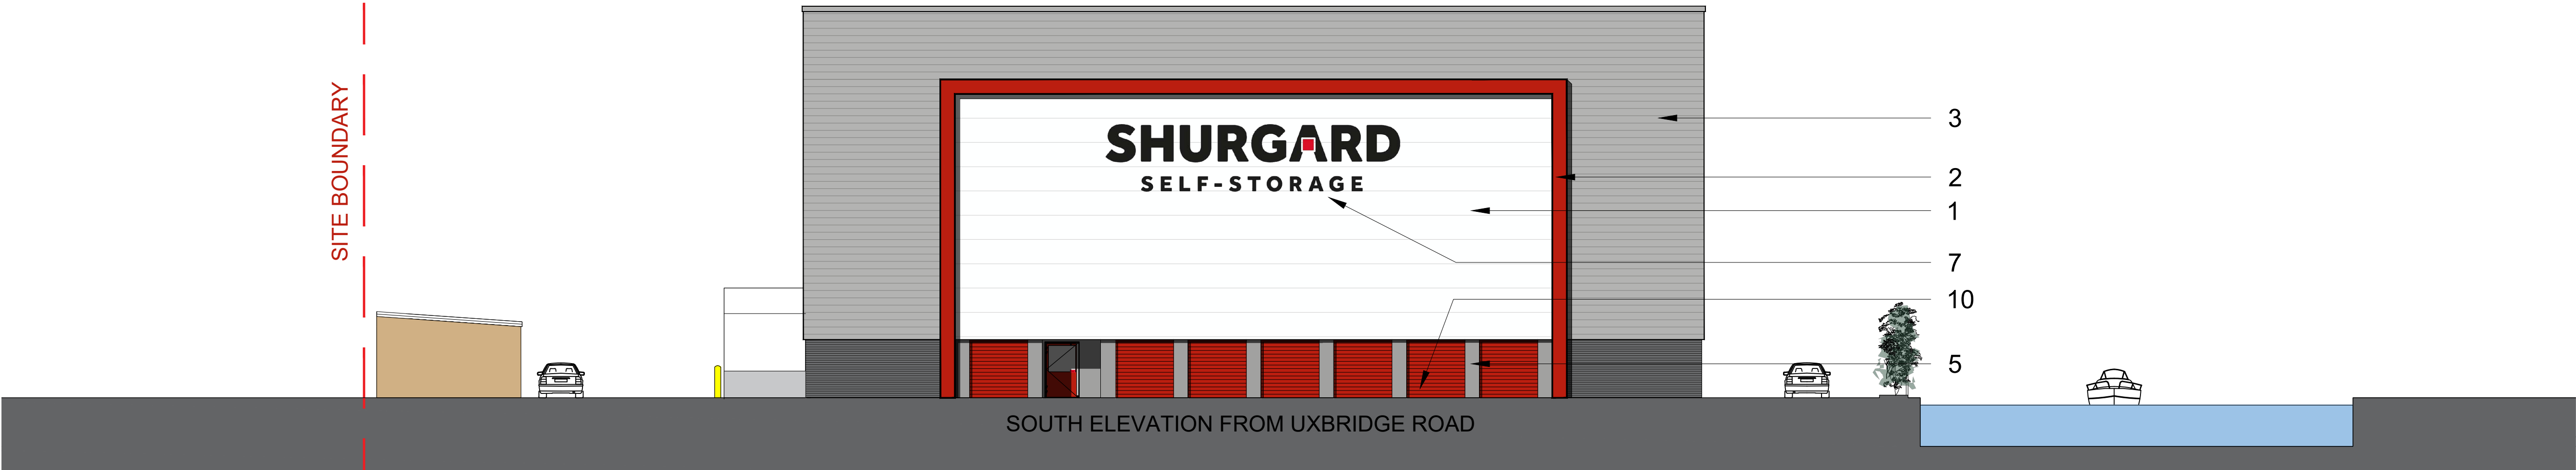 SITE BOUNDARY
SHURGARD
SELF-STORAGE
3
2
1
7
10
5
SOUTH ELEVATION FROM UXBRIDGE ROAD